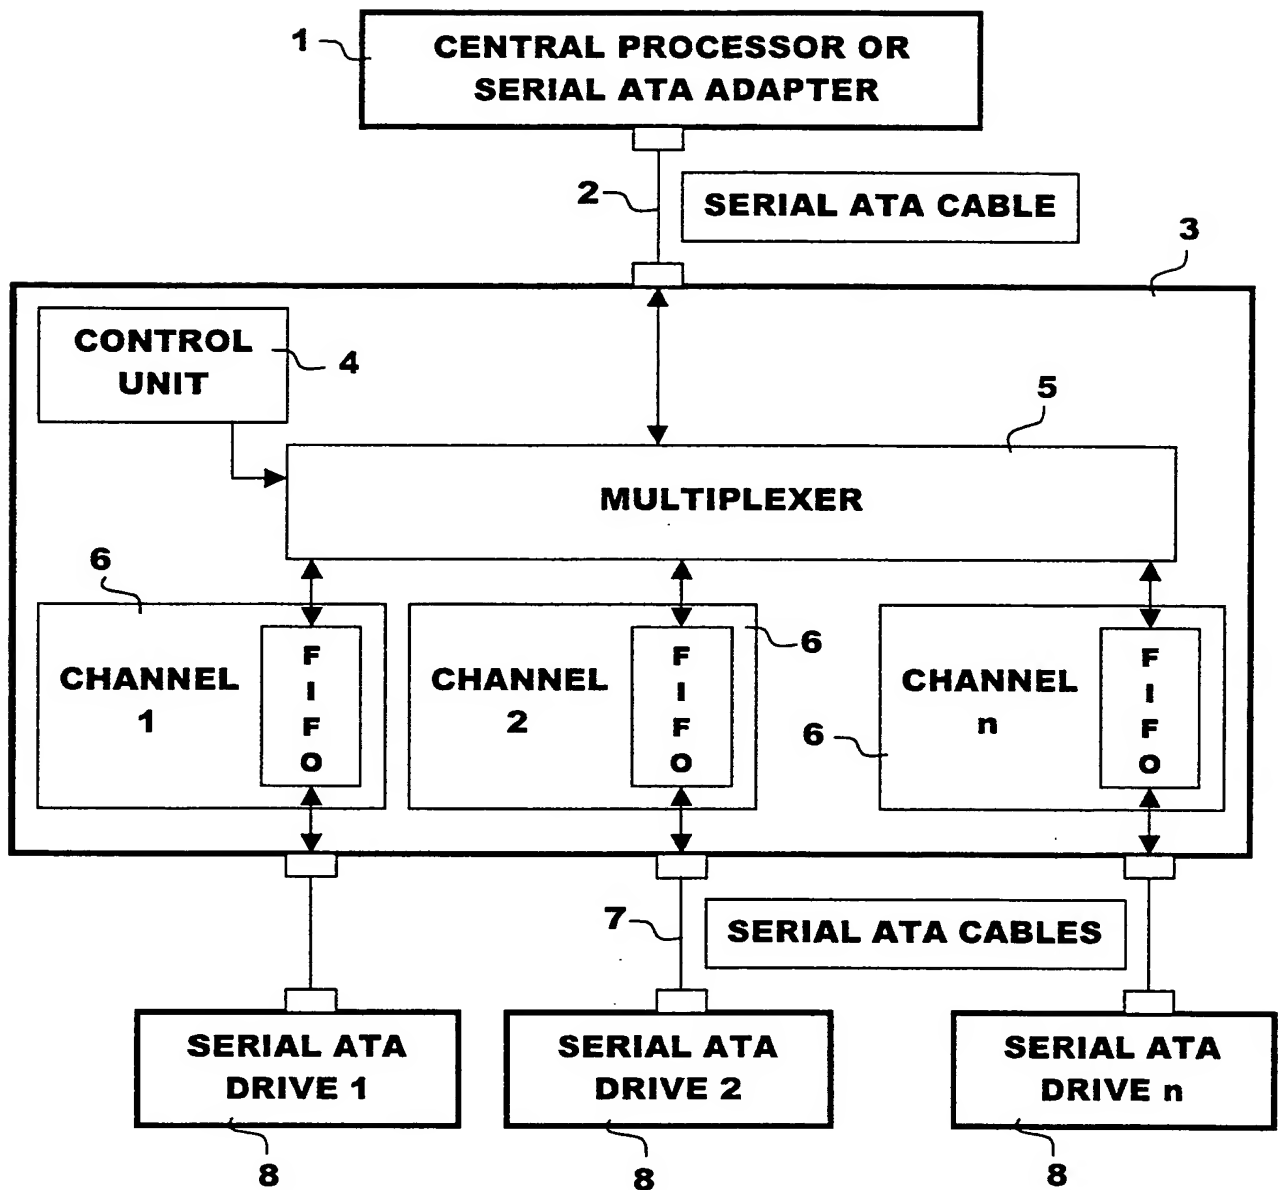 1
CENTRAL PROCESSOR OR
SERIAL ATA ADAPTER
2
SERIAL ATA CABLE
3
CONTROL
UNIT
4
5
MULTIPLEXER
6
CHANNEL
1
F
I
F
O
CHANNEL
2
F
I
F
O
6
CHANNEL
n
F
I
F
O
6
7
SERIAL ATA CABLES
SERIAL ATA
DRIVE 1
8
SERIAL ATA
DRIVE 2
8
SERIAL ATA
DRIVE n
8